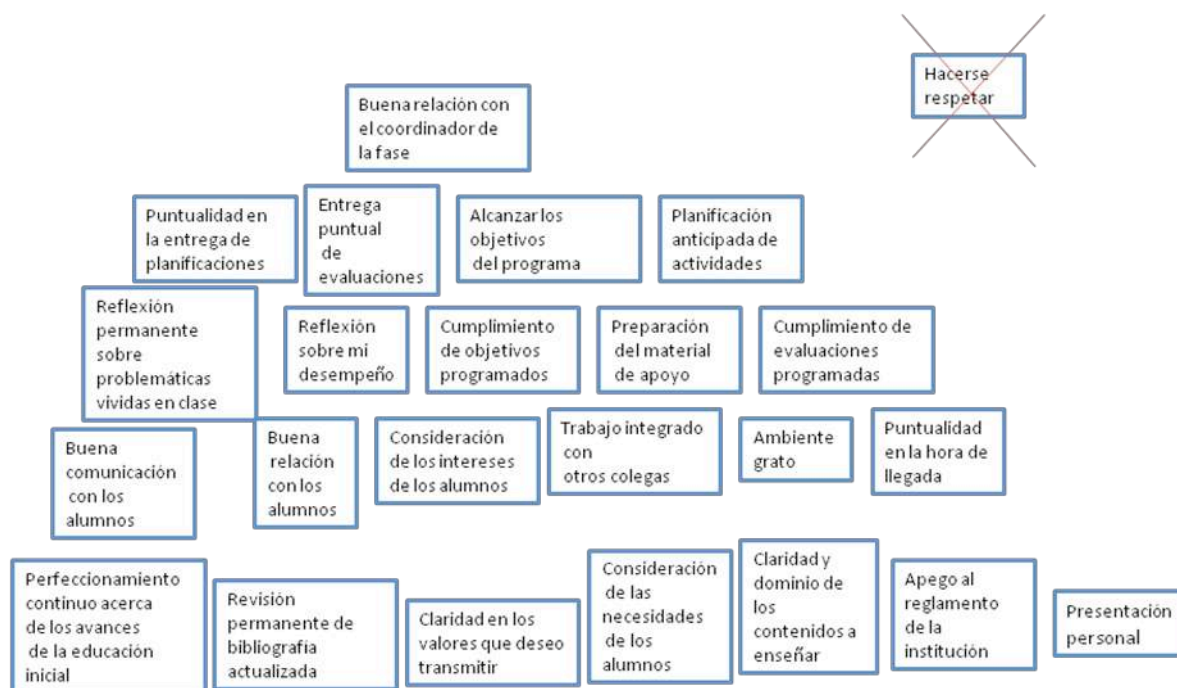 Hacerse
respetar
Buena relación con
el coordinador de
la fase
Puntualidad en
la entrega de
planificaciones
Entrega
puntual
de
evaluaciones
Alcanzar los
objetivos
del programa
Planificación
anticipada de
actividades
Reflexión
permanente
sobre
problemáticas
vividas en clase
Reflexión
sobre mi
desempeño
Cumplimiento
de objetivos
programados
Preparación
del material
de apoyo
Cumplimiento de
evaluaciones
programadas
Buena
comunicación
con los
alumnos
Buena
relación
con los
alumnos
Consideración
de los intereses
de los alumnos
Trabajo integrado
con
otros colegas
Ambiente
grato
Puntualidad
en la hora de
llegada
Perfeccionamiento
continuo acerca
de los avances
de la educación
inicial
Revisión
permanente de
bibliografía
actualizada
Claridad en los
valores que deseo
transmitir
Consideración
de las
necesidades
de los
alumnos
Claridad y
dominio de
los
contenidos a
enseñar
Apego al
reglamento
de la
institución
Presentación
personal